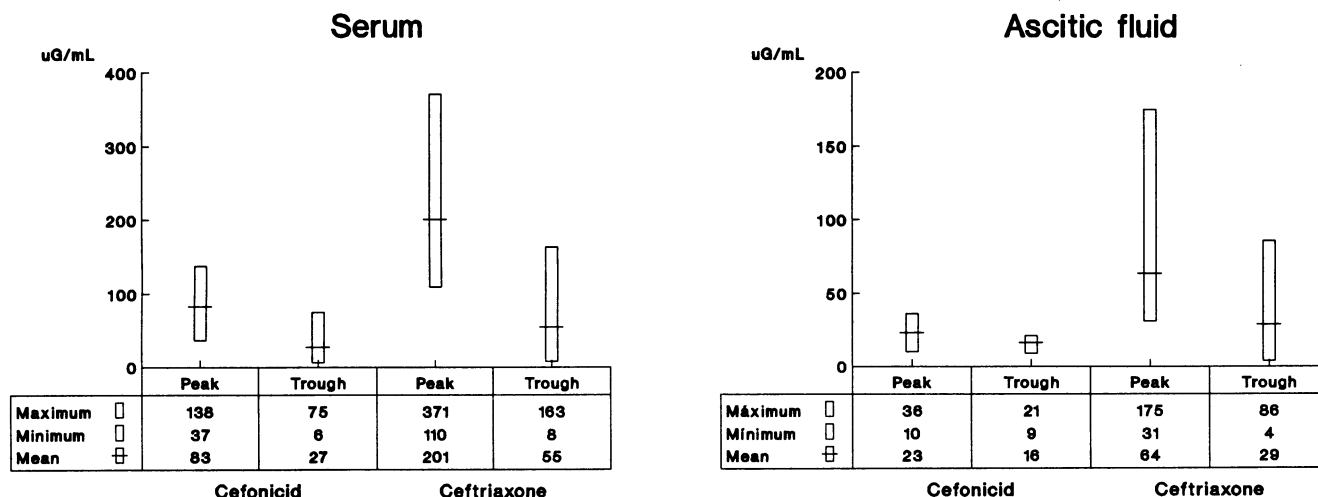 Serum
uG/mL
400
300
200
100
0
Peak Trough Peak Trough
Maximum 138 75 371 163
Minimum 37 6 110 8
Mean 83 27 201 55
Cefonicid Ceftriaxone
Ascitic fluid
uG/mL
200
150
100
50
0
Peak Trough Peak Trough
Máximum 36 21 175 86
Mínimum 10 9 31 4
Mean 23 16 64 29
Cefonicid Ceftriaxone